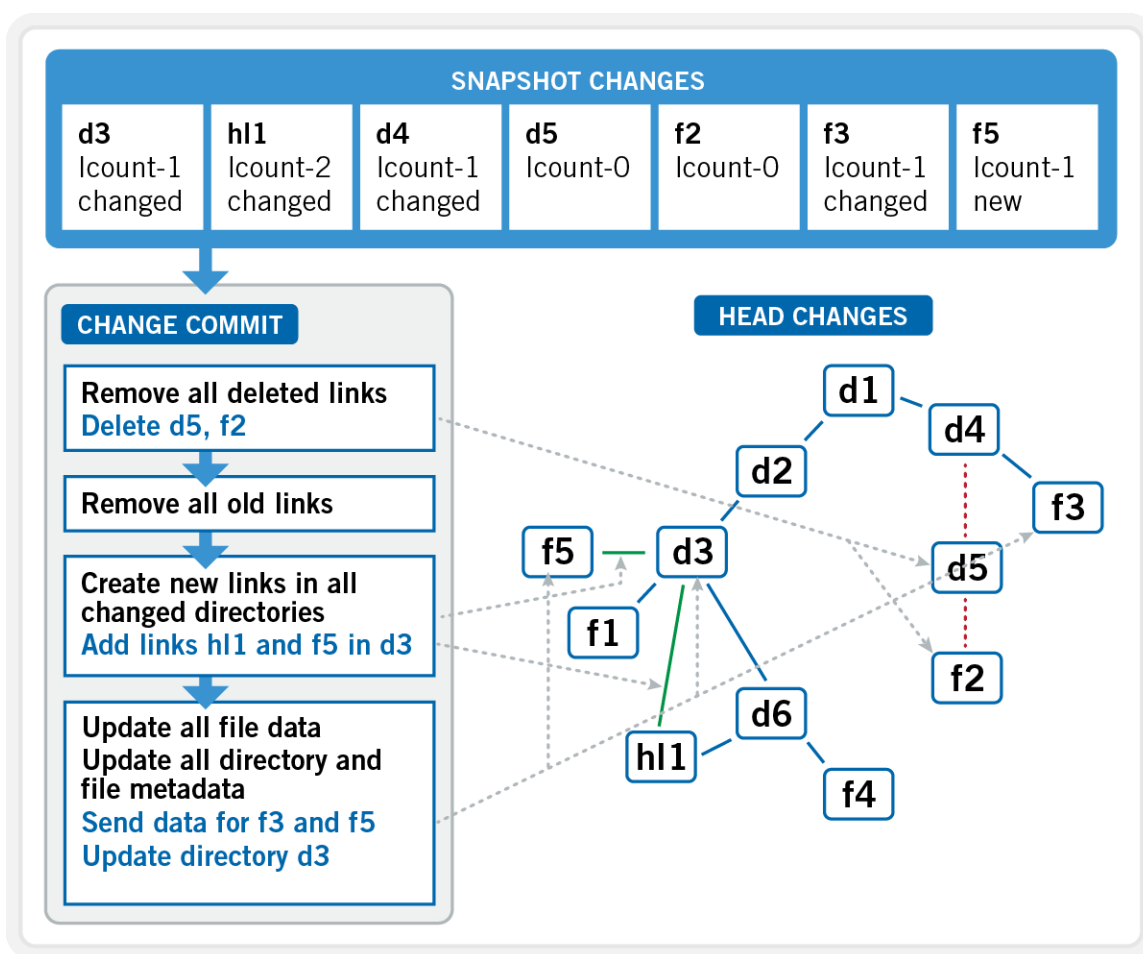 SNAPSHOT CHANGES
d3
lcount-1
changed
hl1
lcount-2
changed
d4
lcount-1
changed
d5
lcount-0
f2
lcount-0
f3
lcount-1
changed
f5
lcount-1
new
CHANGE COMMIT
Remove all deleted links
Delete d5, f2
Remove all old links
Create new links in all
changed directories
Add links hl1 and f5 in d3
Update all file data
Update all directory and
file metadata
Send data for f3 and f5
Update directory d3
HEAD CHANGES
d1
d4
d2
f3
f5
d3
d5
f1
f2
d6
hl1
f4